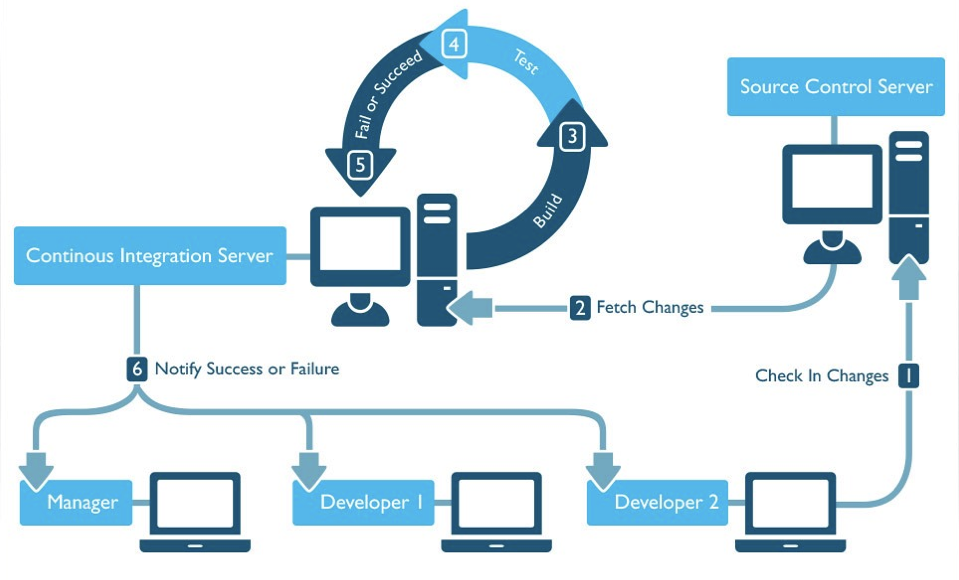 4
Test
Fail or Succeed
Source Control Server
3
5
Build
Continous Integration Server
2 Fetch Changes
6 Notify Success or Failure
Check In Changes 1
Manager
Developer 1
Developer 2